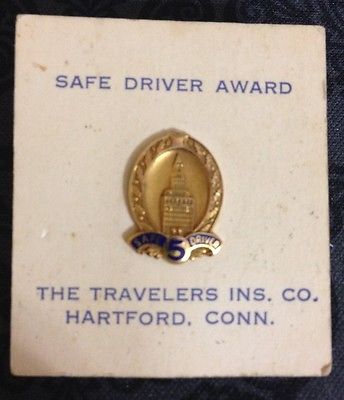 SAFE DRIVER AWARD
SAFE 5 DRIVER
THE TRAVELERS INS. CO.
HARTFORD, CONN.